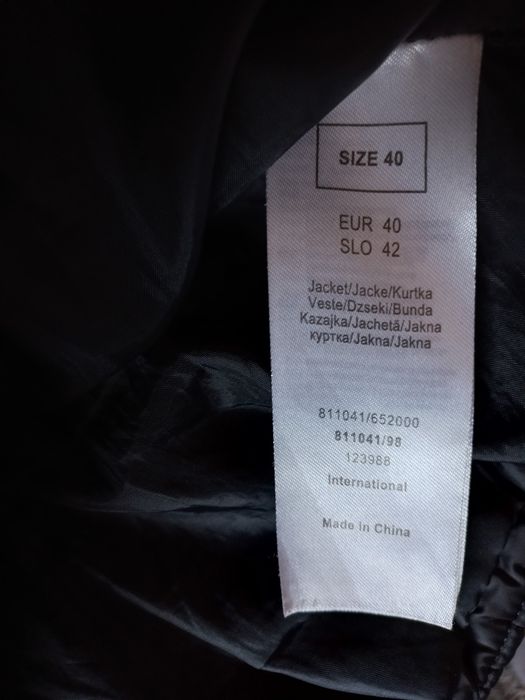 SIZE 40
EUR 40
SLO 42
Jacket/Jacke/Kurtka
Veste/Dzseki/Bunda
Kazajka/Jachetă/Jakna
куртка/Jakna/Jakna
811041/652000
811041/98
123988
International
Made in China